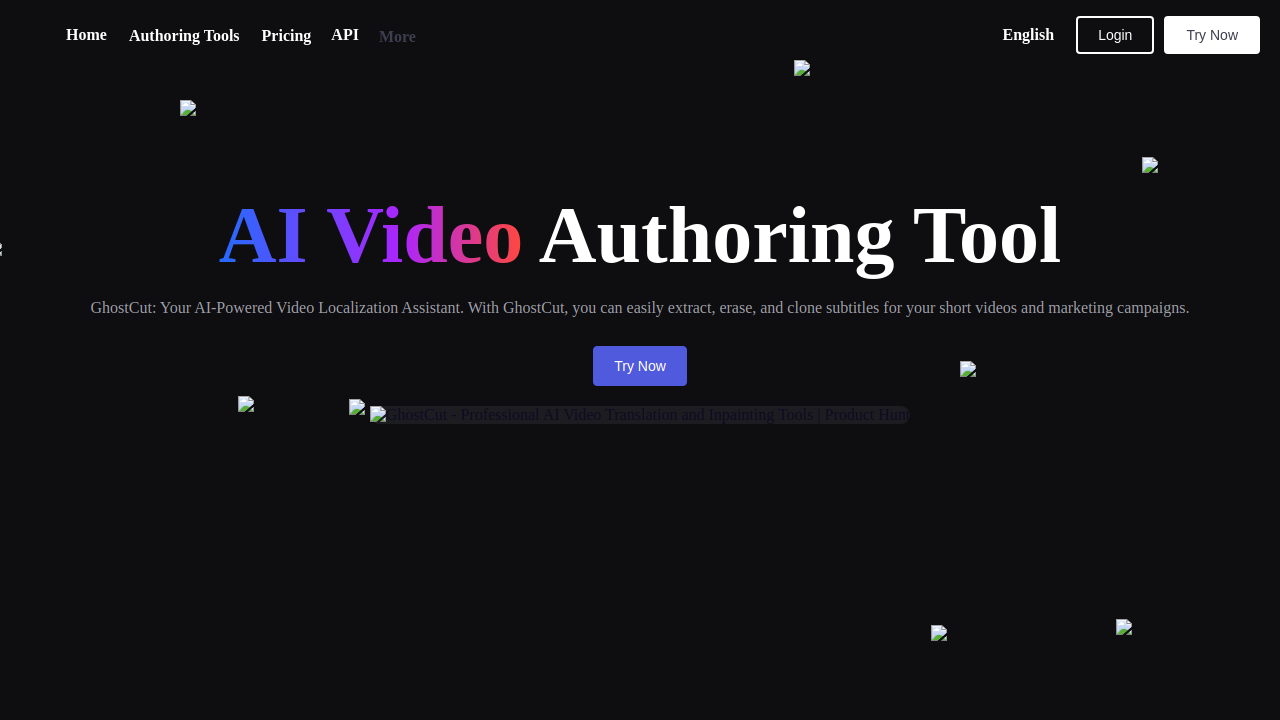 Home Authoring Tools Pricing API More English Login Try Now
AI Video Authoring Tool
GhostCut: Your AI-Powered Video Localization Assistant. With GhostCut, you can easily extract, erase, and clone subtitles for your short videos and marketing campaigns.
Try Now
GhostCut - Professional AI Video Translation and Inpainting Tools | Product Hunt